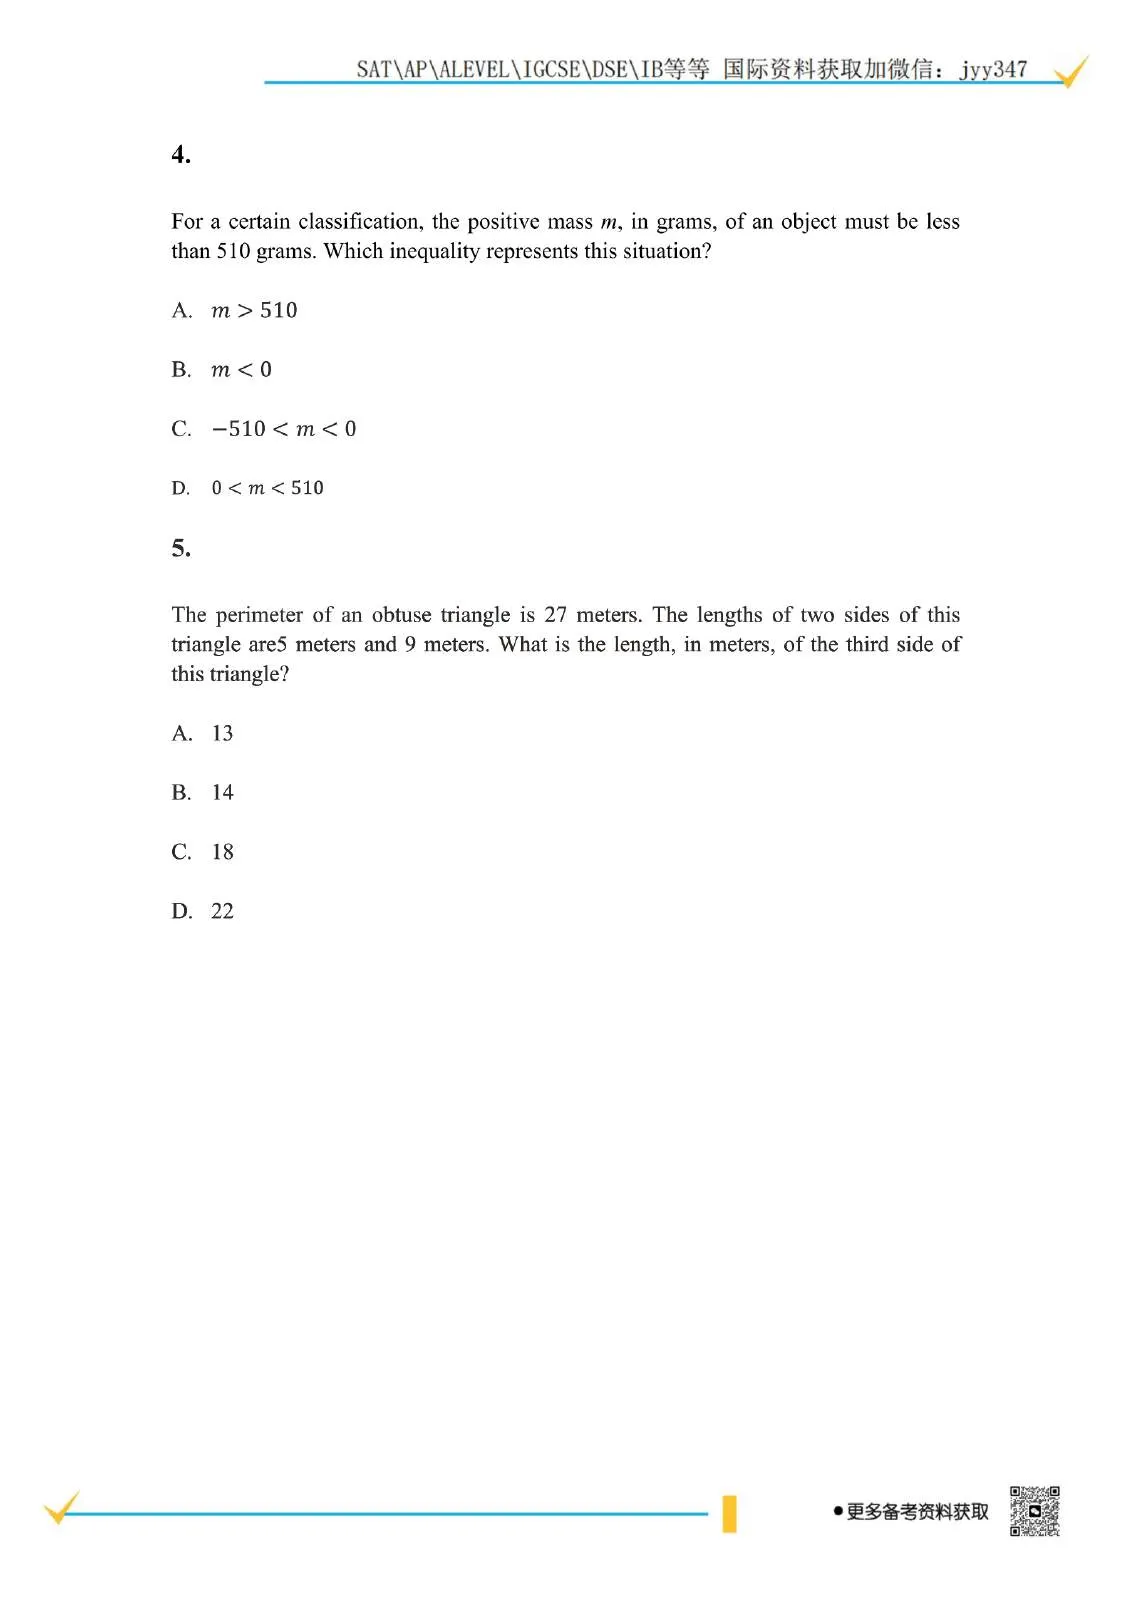 SAT\AP\ALEVEL\IGCSE\DSE\IB等等 国际资料获取加微信：jyy347
4.
For a certain classification, the positive mass m, in grams, of an object must be less
than 510 grams. Which inequality represents this situation?
A. m > 510
B. m < 0
C. −510 < m < 0
D. 0 < m < 510
5.
The perimeter of an obtuse triangle is 27 meters. The lengths of two sides of this
triangle are5 meters and 9 meters. What is the length, in meters, of the third side of
this triangle?
A. 13
B. 14
C. 18
D. 22
●更多备考资料获取